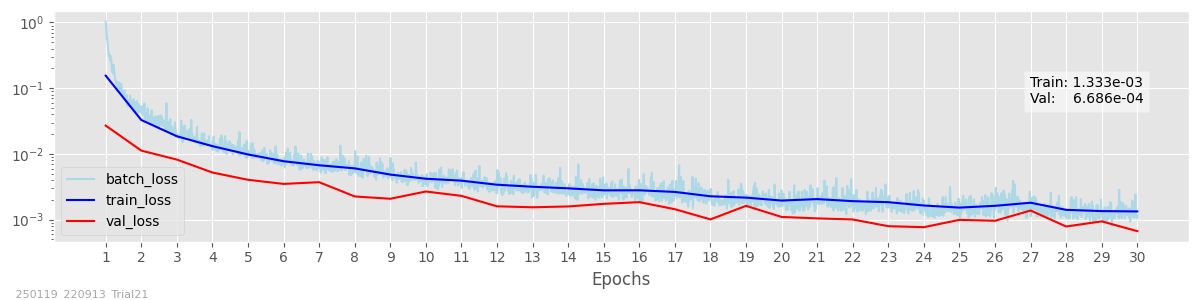 10⁰
10⁻¹
10⁻²
10⁻³
Train: 1.333e-03
Val: 6.686e-04
batch_loss
train_loss
val_loss
1 2 3 4 5 6 7 8 9 10 11 12 13 14 15 16 17 18 19 20 21 22 23 24 25 26 27 28 29 30
Epochs
250119_220913_Trial21